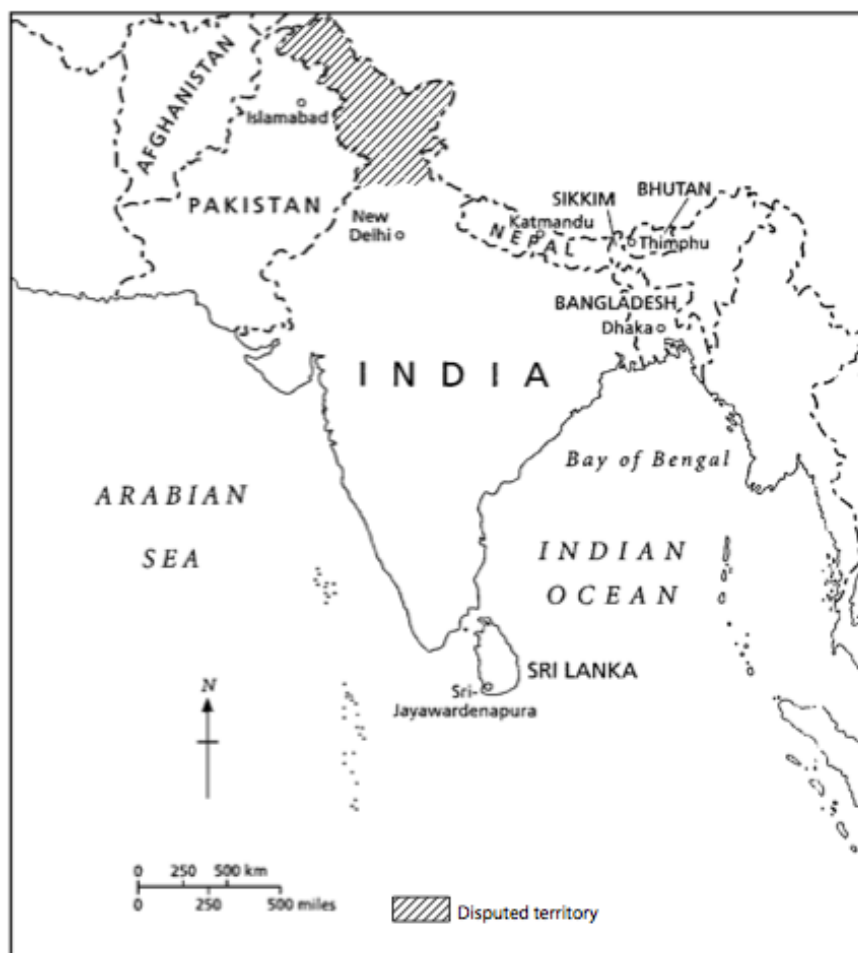 AFGHANISTAN
Islamabad
PAKISTAN
New
Delhi
SIKKIM
BHUTAN
Katmandu
NEPAL
Thimphu
BANGLADESH
Dhaka
INDIA
Bay of Bengal
ARABIAN
SEA
INDIAN
OCEAN
SRI LANKA
Sri-
Jayawardenapura
N
0 250 500 km
0 250 500 miles
Disputed territory